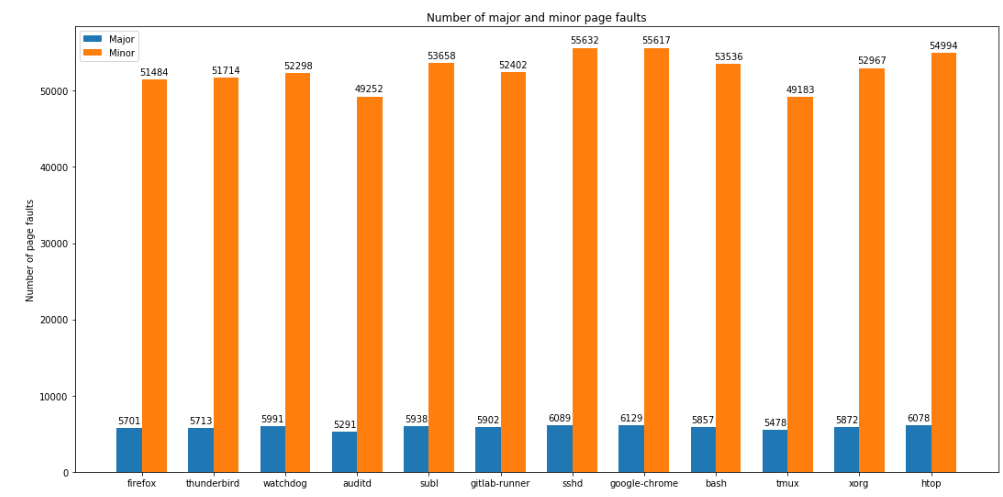 Number of major and minor page faults
Major
Minor
Number of page faults
50000
40000
30000
20000
10000
0
51484
51714
52298
49252
53658
52402
55632
55617
53536
49183
52967
54994
5701
5713
5991
5291
5938
5902
6089
6129
5857
5478
5872
6078
firefox
thunderbird
watchdog
auditd
subl
gitlab-runner
sshd
google-chrome
bash
tmux
xorg
htop